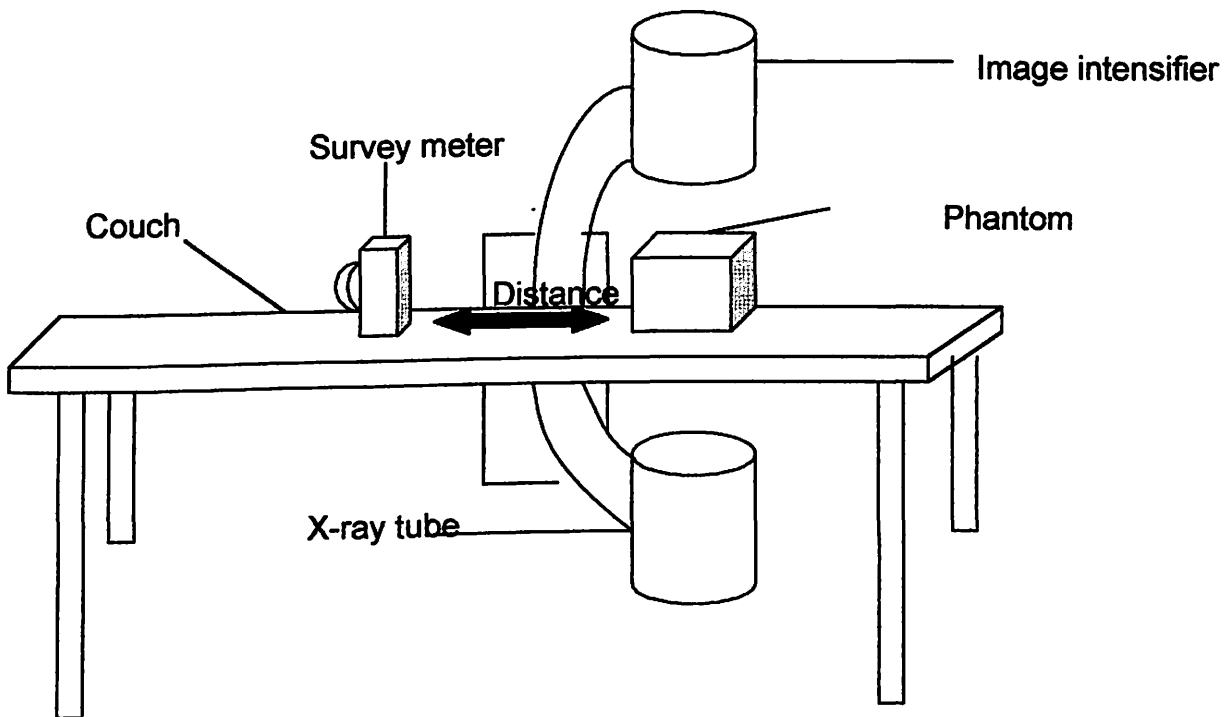 Image intensifier
Survey meter
Couch
Phantom
Distance
X-ray tube